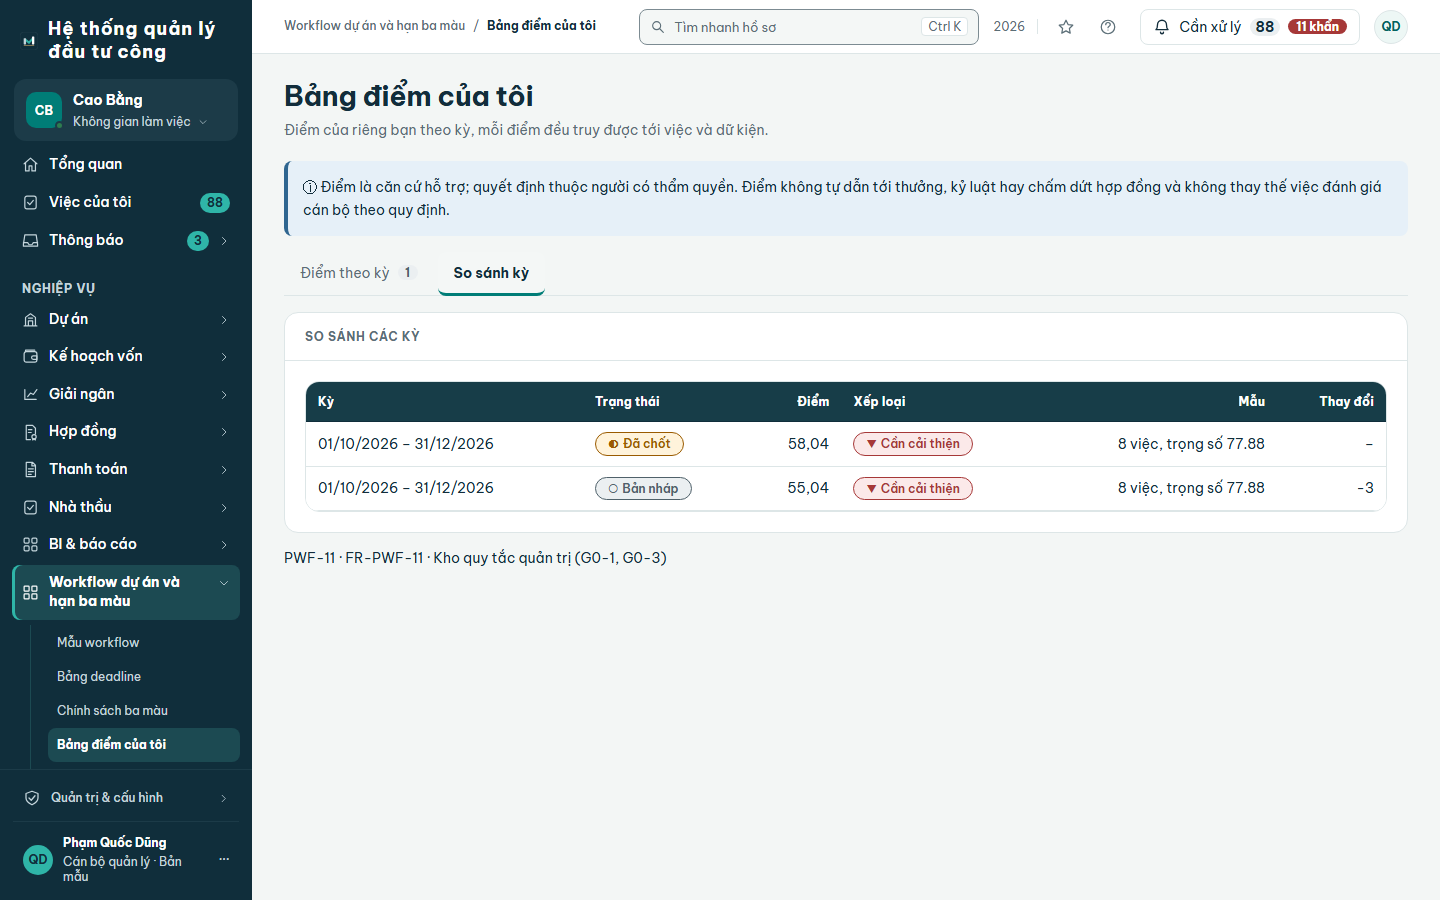 Hệ thống quản lý
đầu tư công
CB
Cao Bằng
Không gian làm việc
Tổng quan
Việc của tôi 88
Thông báo 3
NGHIỆP VỤ
Dự án
Kế hoạch vốn
Giải ngân
Hợp đồng
Thanh toán
Nhà thầu
BI & báo cáo
Workflow dự án và
hạn ba màu
Mẫu workflow
Bảng deadline
Chính sách ba màu
Bảng điểm của tôi
Quản trị & cấu hình
QD
Phạm Quốc Dũng
Cán bộ quản lý · Bản
mẫu
Workflow dự án và hạn ba màu / Bảng điểm của tôi
Tìm nhanh hồ sơ Ctrl K
2026
Cần xử lý 88 11 khẩn
QD
Bảng điểm của tôi
Điểm của riêng bạn theo kỳ, mỗi điểm đều truy được tới việc và dữ kiện.
Điểm là căn cứ hỗ trợ; quyết định thuộc người có thẩm quyền. Điểm không tự dẫn tới thưởng, kỷ luật hay chấm dứt hợp đồng và không thay thế việc đánh giá
cán bộ theo quy định.
Điểm theo kỳ 1
So sánh kỳ
SO SÁNH CÁC KỲ
Kỳ Trạng thái Điểm Xếp loại Mẫu Thay đổi
01/10/2026 – 31/12/2026 Đã chốt 58,04 Cần cải thiện 8 việc, trọng số 77.88 –
01/10/2026 – 31/12/2026 Bản nháp 55,04 Cần cải thiện 8 việc, trọng số 77.88 -3
PWF-11 · FR-PWF-11 · Kho quy tắc quản trị (G0-1, G0-3)